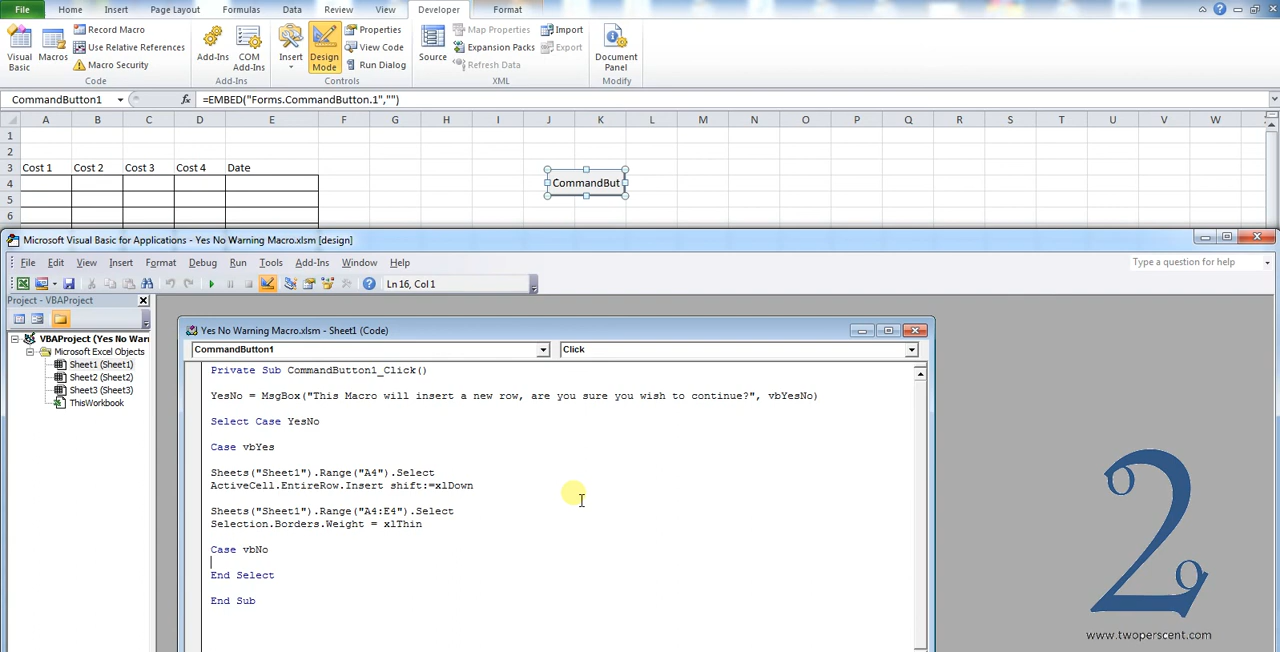 File Home Insert Page Layout Formulas Data Review View Developer Format
Record Macro Properties Map Properties Import
Use Relative References View Code Expansion Packs Export
Macro Security Run Dialog Refresh Data
Visual Basic Macros Add-Ins COM Add-Ins Insert Design Mode Source Document Panel
Code Add-Ins Controls XML Modify
CommandButton1 fx =EMBED("Forms.CommandButton.1","")
A B C D E F G H I J K L M N O P Q R S T U V W
1
2
3 Cost 1 Cost 2 Cost 3 Cost 4 Date
4 CommandBut
5
6
Microsoft Visual Basic for Applications - Yes No Warning Macro.xlsm [design]
File Edit View Insert Format Debug Run Tools Add-Ins Window Help Type a question for help
Ln 16, Col 1
Project - VBAProject
Yes No Warning Macro.xlsm - Sheet1 (Code)
VBAProject (Yes No Warn
Microsoft Excel Objects
Sheet1 (Sheet1)
Sheet2 (Sheet2)
Sheet3 (Sheet3)
ThisWorkbook
CommandButton1 Click
Private Sub CommandButton1_Click()
YesNo = MsgBox("This Macro will insert a new row, are you sure you wish to continue?", vbYesNo)
Select Case YesNo
Case vbYes
Sheets("Sheet1").Range("A4").Select
ActiveCell.EntireRow.Insert shift:=xlDown
Sheets("Sheet1").Range("A4:E4").Select
Selection.Borders.Weight = xlThin
Case vbNo
End Select
End Sub
2
www.twoperscent.com